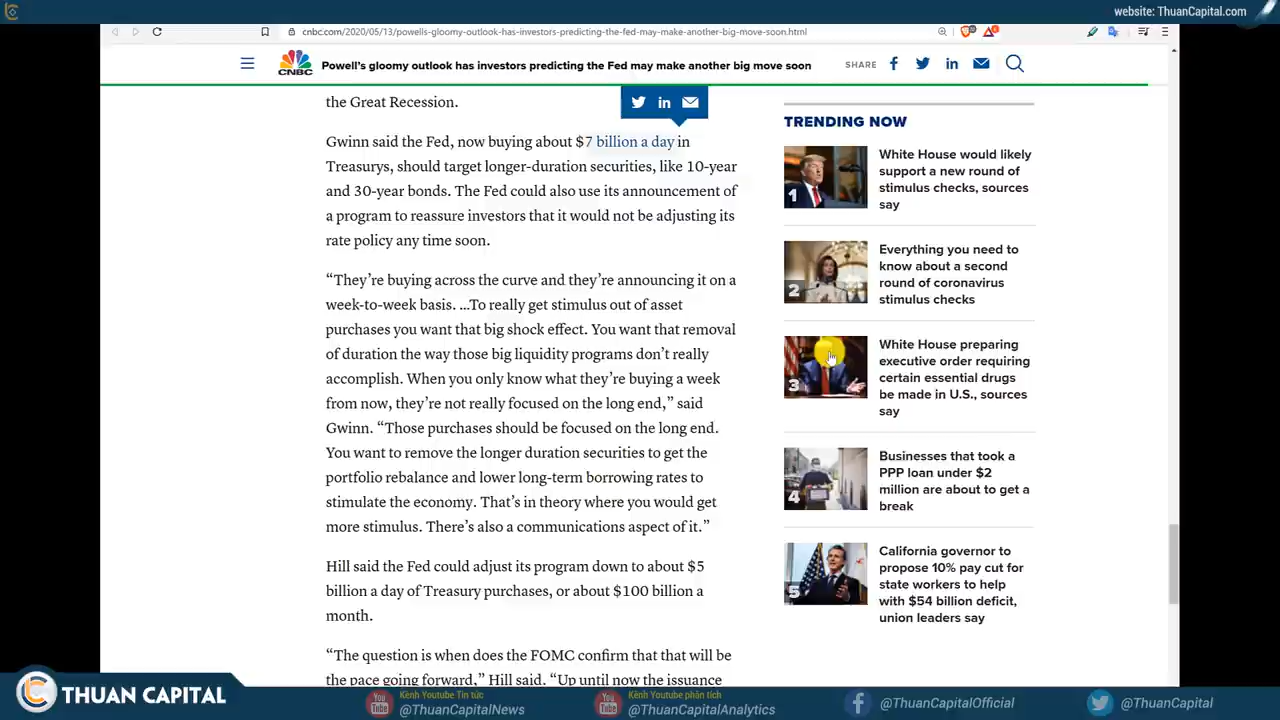 website: ThuanCapital.com
cnbc.com/2020/05/13/powells-gloomy-outlook-has-investors-predicting-the-fed-may-make-another-big-move-soon.html
CNBC
Powell's gloomy outlook has investors predicting the Fed may make another big move soon
SHARE
the Great Recession.
Gwinn said the Fed, now buying about $7 billion a day in
Treasurys, should target longer-duration securities, like 10-year
and 30-year bonds. The Fed could also use its announcement of
a program to reassure investors that it would not be adjusting its
rate policy any time soon.
“They’re buying across the curve and they’re announcing it on a
week-to-week basis. ...To really get stimulus out of asset
purchases you want that big shock effect. You want that removal
of duration the way those big liquidity programs don’t really
accomplish. When you only know what they’re buying a week
from now, they’re not really focused on the long end,” said
Gwinn. “Those purchases should be focused on the long end.
You want to remove the longer duration securities to get the
portfolio rebalance and lower long-term borrowing rates to
stimulate the economy. That’s in theory where you would get
more stimulus. There’s also a communications aspect of it.”
Hill said the Fed could adjust its program down to about $5
billion a day of Treasury purchases, or about $100 billion a
month.
“The question is when does the FOMC confirm that that will be
the pace going forward,” Hill said. “Up until now the issuance
TRENDING NOW
1
White House would likely
support a new round of
stimulus checks, sources
say
2
Everything you need to
know about a second
round of coronavirus
stimulus checks
3
White House preparing
executive order requiring
certain essential drugs
be made in U.S., sources
say
4
Businesses that took a
PPP loan under $2
million are about to get a
break
5
California governor to
propose 10% pay cut for
state workers to help
with $54 billion deficit,
union leaders say
THUAN CAPITAL
You Tube
Kênh Youtube Tin tức
@ThuanCapitalNews
You Tube
Kênh Youtube phân tích
@ThuanCapitalAnalytics
@ThuanCapitalOfficial
@ThuanCapital